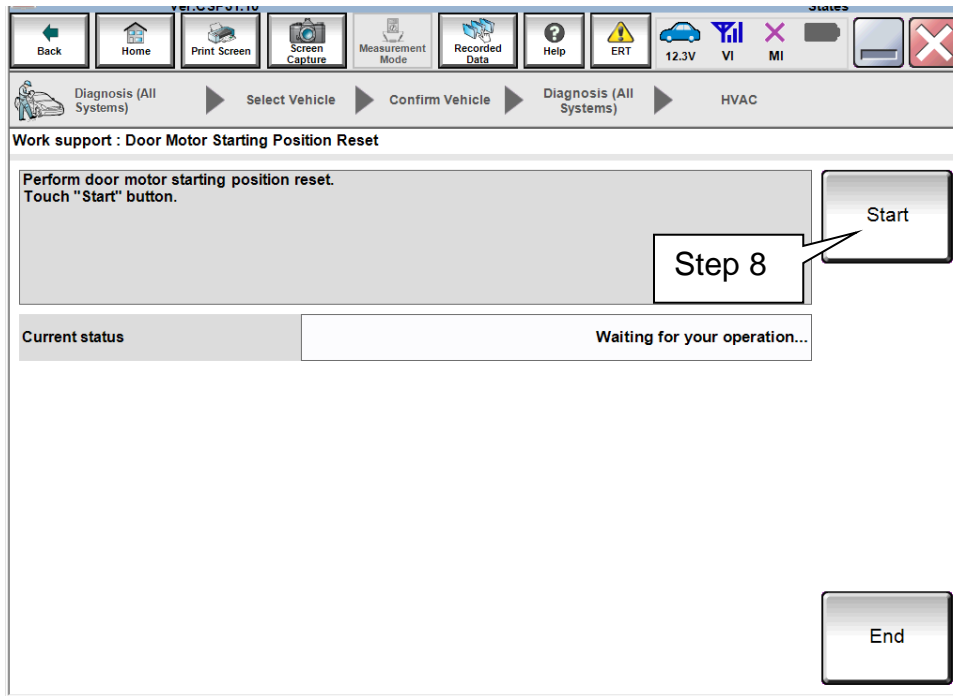 Back
Home
Print Screen
Screen
Capture
Measurement
Mode
Recorded
Data
Help
ERT
12.3V
VI
MI
Diagnosis (All
Systems)
Select Vehicle
Confirm Vehicle
Diagnosis (All
Systems)
HVAC
Work support : Door Motor Starting Position Reset
Perform door motor starting position reset.
Touch "Start" button.
Start
Step 8
Current status
Waiting for your operation...
End